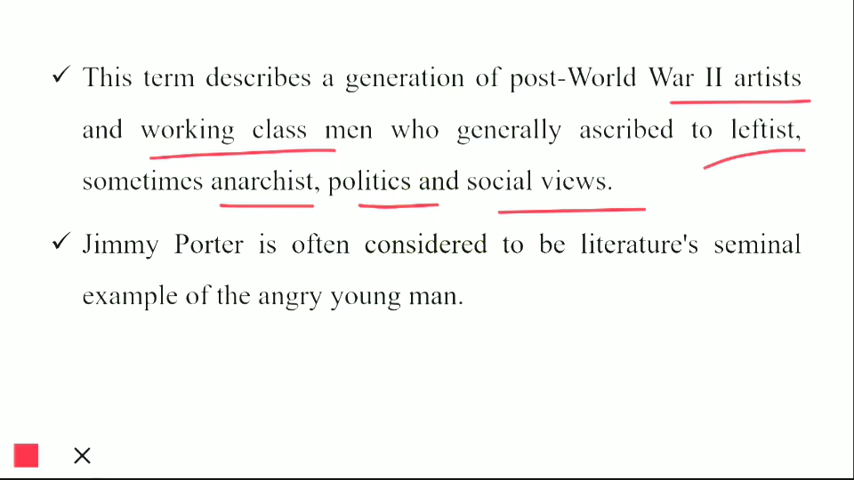 ✓ This term describes a generation of post-World War II artists
and working class men who generally ascribed to leftist,
sometimes anarchist, politics and social views.
✓ Jimmy Porter is often considered to be literature's seminal
example of the angry young man.